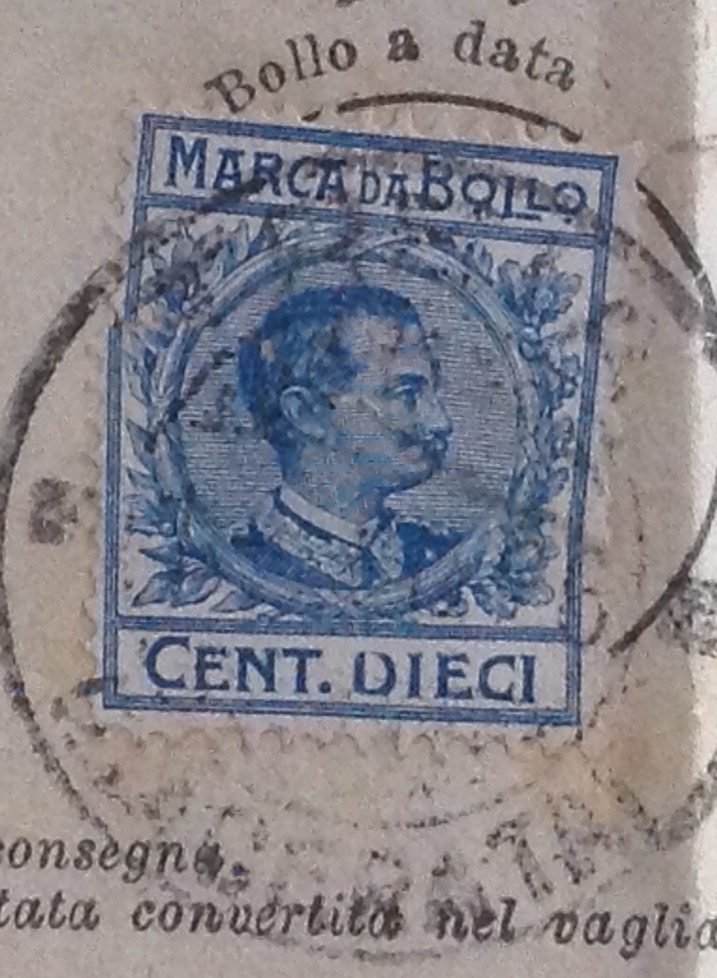 Bollo a data
MARCA DA BOLLO
CENT. DIECI
consegna.
tata convertita nel vaglia